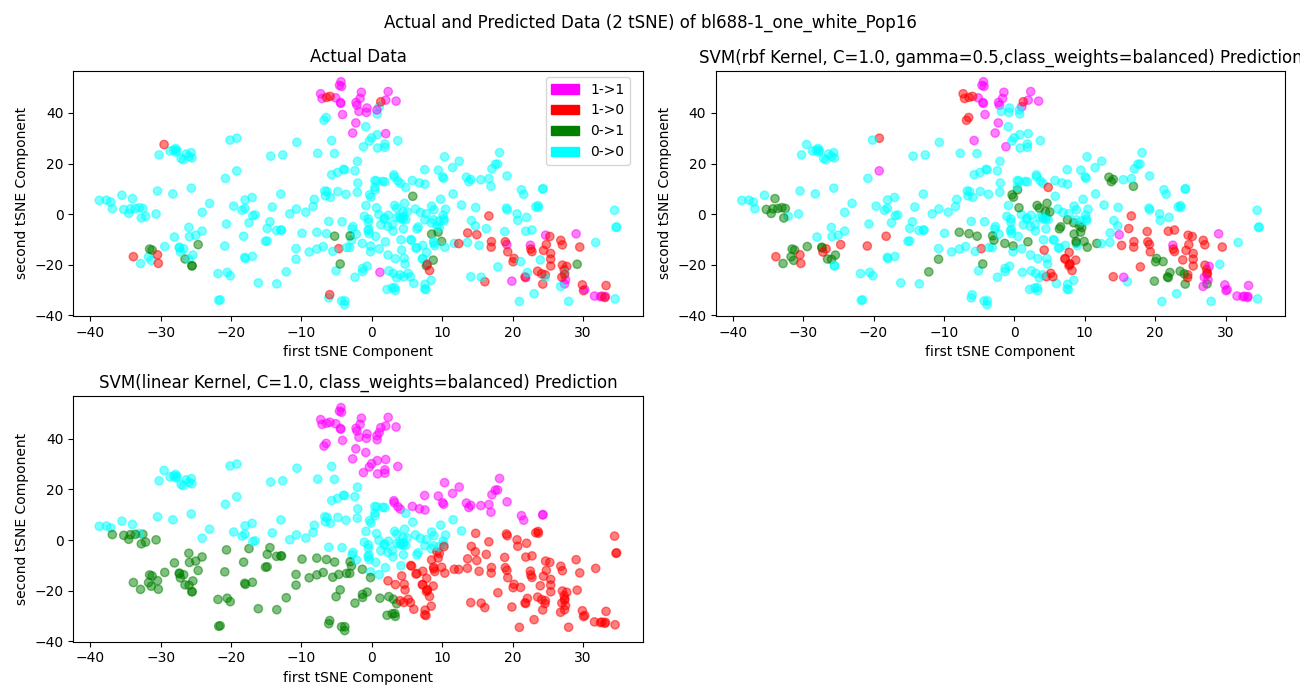 Actual and Predicted Data (2 tSNE) of bl688-1_one_white_Pop16
Actual Data
second tSNE Component
40
20
0
−20
−40
1->1
1->0
0->1
0->0
−40 −30 −20 −10 0 10 20 30
first tSNE Component
SVM(rbf Kernel, C=1.0, gamma=0.5,class_weights=balanced) Prediction
second tSNE Component
40
20
0
−20
−40
−40 −30 −20 −10 0 10 20 30
first tSNE Component
SVM(linear Kernel, C=1.0, class_weights=balanced) Prediction
second tSNE Component
40
20
0
−20
−40
−40 −30 −20 −10 0 10 20 30
first tSNE Component